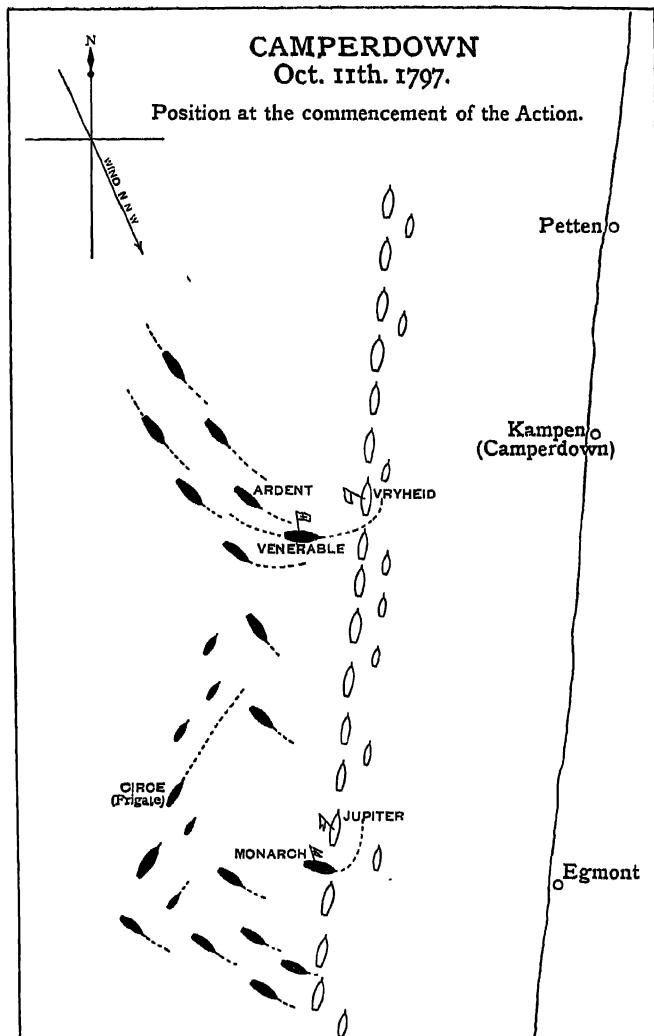 CAMPERDOWN
Oct. 11th. 1797.
Position at the commencement of the Action.
N
WIND N N W
Petten
Kampen
(Camperdown)
ARDENT
VRYHEID
VENERABLE
CIRCE
(Frigate)
JUPITER
MONARCH
Egmont